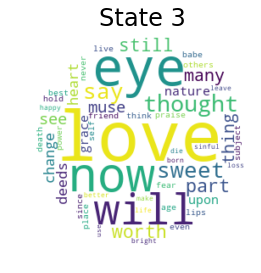 State 3
live
still
babe
never
eye
others
say
many
heart
hold
best
muse
nature
leave
happy
thought
friend
think
praise
see
grace
self
die
thing
subject
death
power
love
change
born
sinful
loss
now
sweet
deeds
fear
part
since
place
will
age
upon
lips
better
make
life
worth
even
use
bright